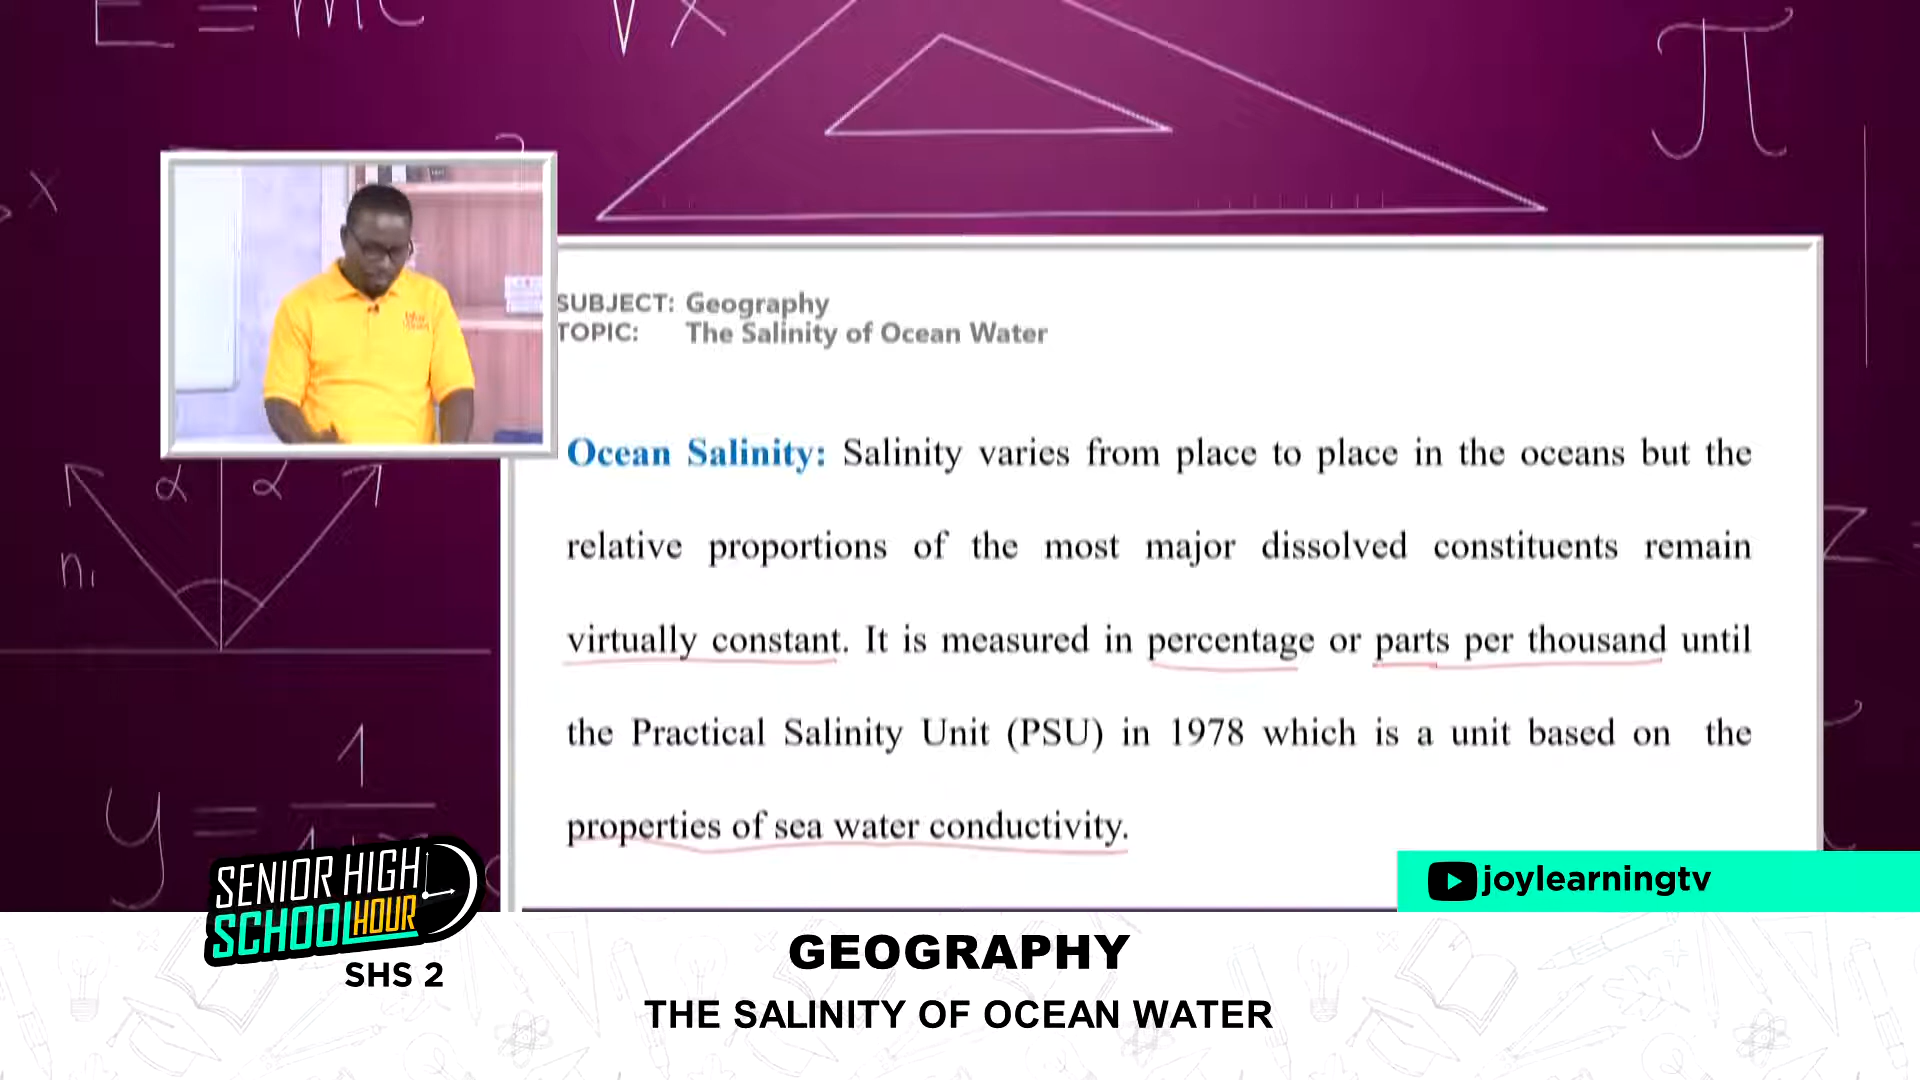 E = mc
√x
π
x
SUBJECT: Geography
TOPIC: The Salinity of Ocean Water
Ocean Salinity: Salinity varies from place to place in the oceans but the
relative proportions of the most major dissolved constituents remain
virtually constant. It is measured in percentage or parts per thousand until
the Practical Salinity Unit (PSU) in 1978 which is a unit based on the
properties of sea water conductivity.
α α
n₁
y = 1
joylearningtv
SENIOR HIGH
SCHOOL HOUR
SHS 2
GEOGRAPHY
THE SALINITY OF OCEAN WATER